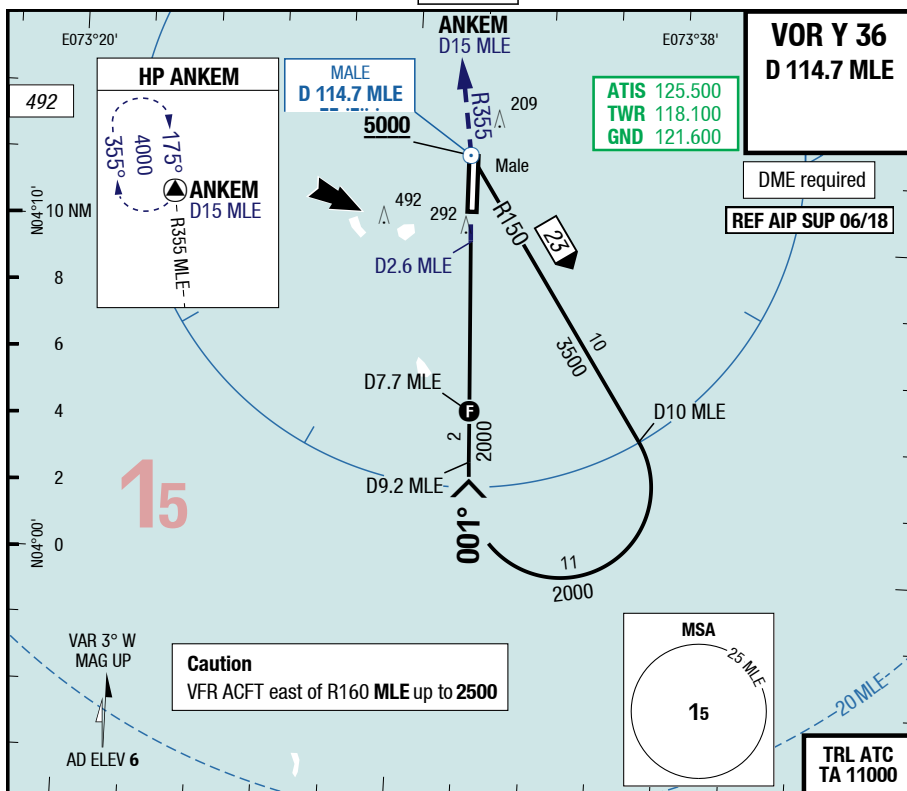 E073°20'
ANKEM
D15 MLE
E073°38'
VOR Y 36
D 114.7 MLE
492
HP ANKEM
175°
4000
355°
ANKEM
D15 MLE
R355 MLE
MALE
D 114.7 MLE
5000
R355
209
Male
ATIS 125.500
TWR 118.100
GND 121.600
DME required
REF AIP SUP 06/18
N04°10'
10 NM
8
6
4
2
0
N04°00'
492
292
D2.6 MLE
R150
23
10
3500
D7.7 MLE
F
2
2000
D9.2 MLE
D10 MLE
001°
11
2000
15
VAR 3° W
MAG UP
AD ELEV 6
Caution
VFR ACFT east of R160 MLE up to 2500
MSA
25 MLE
15
20 MLE
TRL ATC
TA 11000